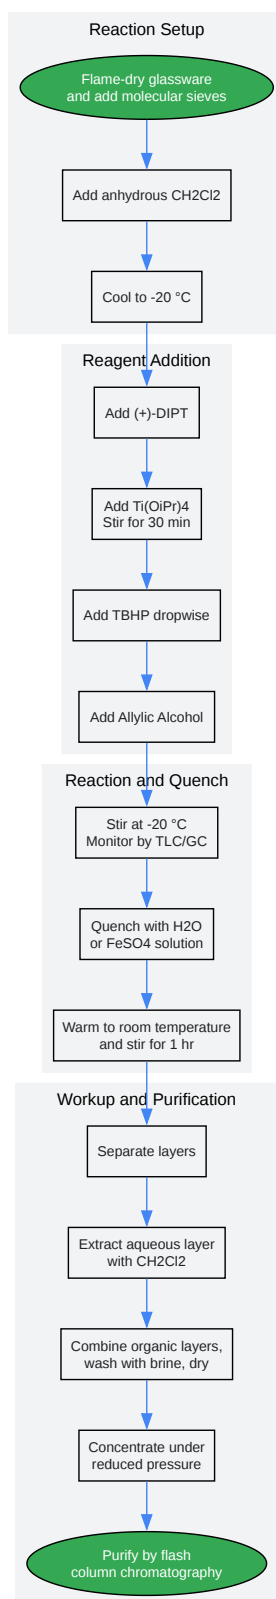 Reaction Setup
Flame-dry glassware
and add molecular sieves
Add anhydrous CH2Cl2
Cool to -20 °C
Reagent Addition
Add (+)-DIPT
Add Ti(OiPr)4
Stir for 30 min
Add TBHP dropwise
Add Allylic Alcohol
Reaction and Quench
Stir at -20 °C
Monitor by TLC/GC
Quench with H2O
or FeSO4 solution
Warm to room temperature
and stir for 1 hr
Workup and Purification
Separate layers
Extract aqueous layer
with CH2Cl2
Combine organic layers,
wash with brine, dry
Concentrate under
reduced pressure
Purify by flash
column chromatography